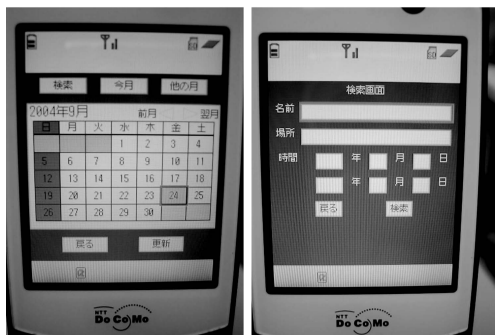 検索 今月 他の月
2004年9月 前月 翌月
日 月 火 水 木 金 土
1 2 3 4
5 6 7 8 9 10 11
12 13 14 15 16 17 18
19 20 21 22 23 24 25
26 27 28 29 30
戻る 更新
@
NTT
DoCoMo
検索画面
名前
場所
時間 年 月 日
年 月 日
戻る 検索
@
NTT
DoCoMo